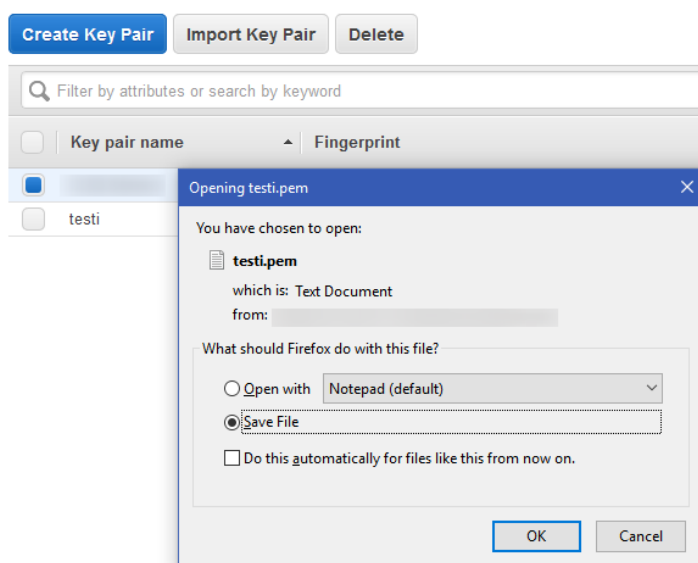 Create Key Pair Import Key Pair Delete
Filter by attributes or search by keyword
Key pair name Fingerprint
testi
Opening testi.pem
You have chosen to open:
testi.pem
which is: Text Document
from:
What should Firefox do with this file?
Open with Notepad (default)
Save File
Do this automatically for files like this from now on.
OK Cancel